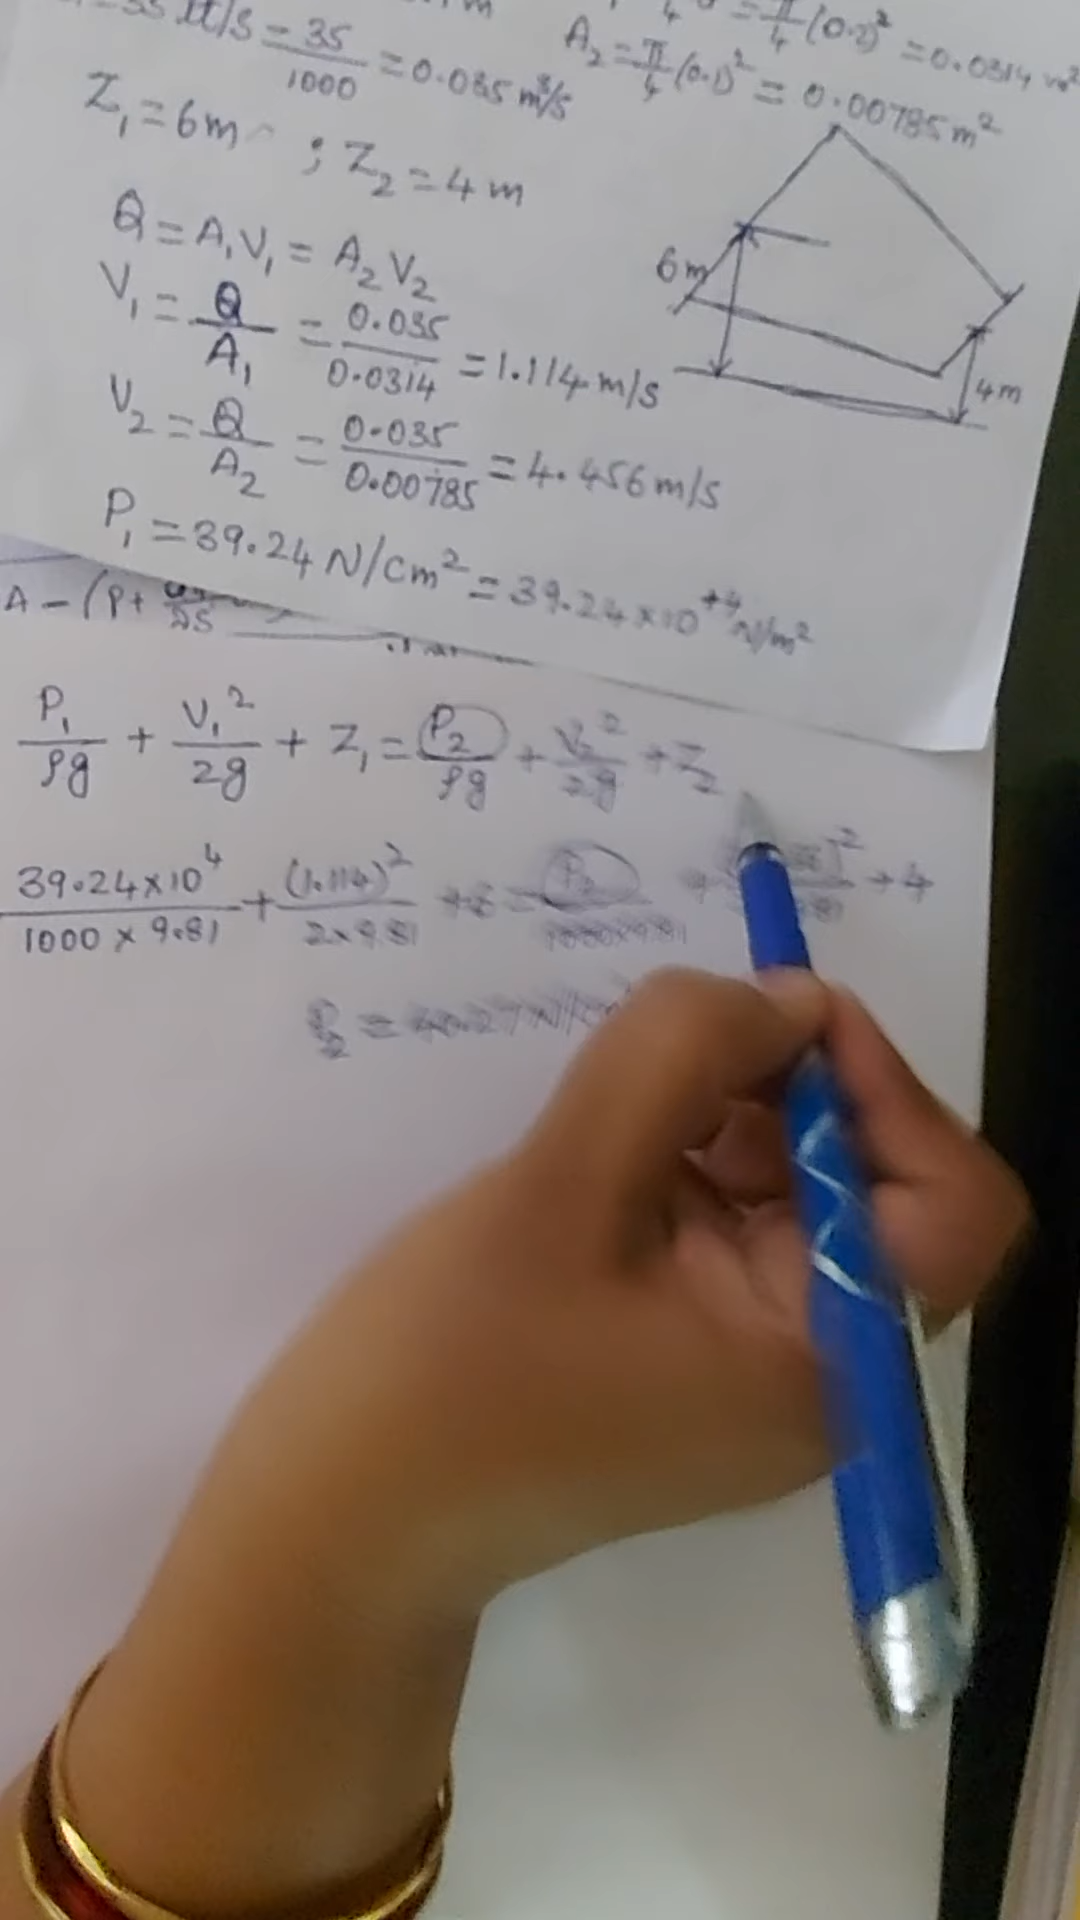 35 lt/s = 35/1000 = 0.035 m³/s
= π/4 (0.2)² = 0.0314 m²
A₂ = π/4 (0.1)² = 0.00785 m²
Z₁ = 6m ; Z₂ = 4 m
Q = A₁V₁ = A₂V₂
V₁ = Q/A₁ = 0.035/0.0314 = 1.114 m/s
V₂ = Q/A₂ = 0.035/0.00785 = 4.456 m/s
6m
4m
P₁ = 39.24 N/cm² = 39.24 × 10⁺⁴ N/m²
A - (P +
P₁/ρg + V₁²/2g + Z₁ = P₂/ρg + V₂²/2g + Z₂
39.24×10⁴/1000 × 9.81 + (1.114)²/2×9.81 + 6 = P₂/1000×9.81 + + 4
P₂ = 40.27 N/cm²